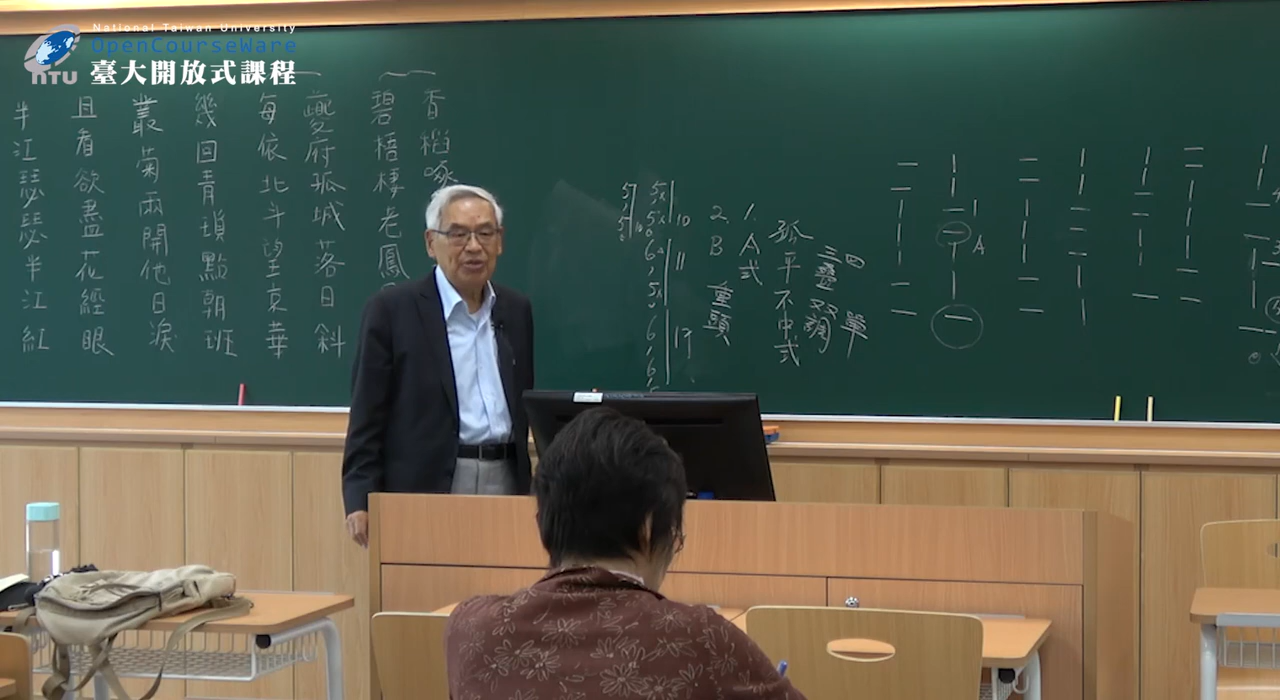 National Taiwan University
OpenCourseWare
NTU
臺大開放式課程
四 單
三疊双調
孤平不中式
1. A式
2. B 重頭
10
11
A
香稻啄
碧梧棲老鳳
夔府孤城落日斜
每依北斗望京華
幾回青瑣點朝班
叢菊兩開他日淚
且看欲盡花經眼
半江瑟瑟半江紅